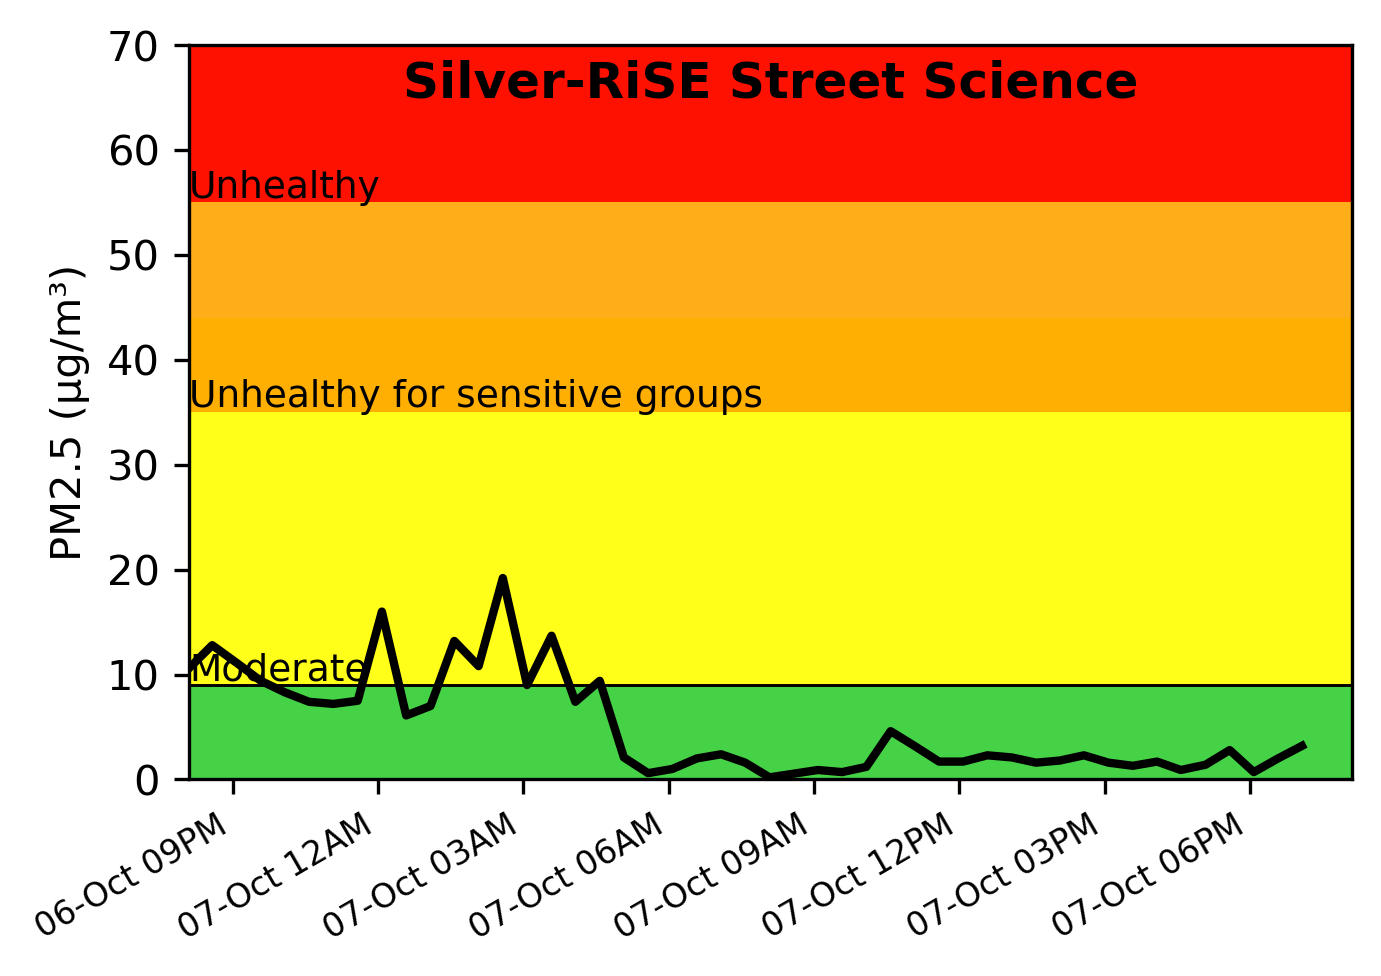 Silver-RiSE Street Science
PM2.5 (µg/m³)
70
60
50
40
30
20
10
0
Unhealthy
Unhealthy for sensitive groups
Moderate
06-Oct 09PM
07-Oct 12AM
07-Oct 03AM
07-Oct 06AM
07-Oct 09AM
07-Oct 12PM
07-Oct 03PM
07-Oct 06PM